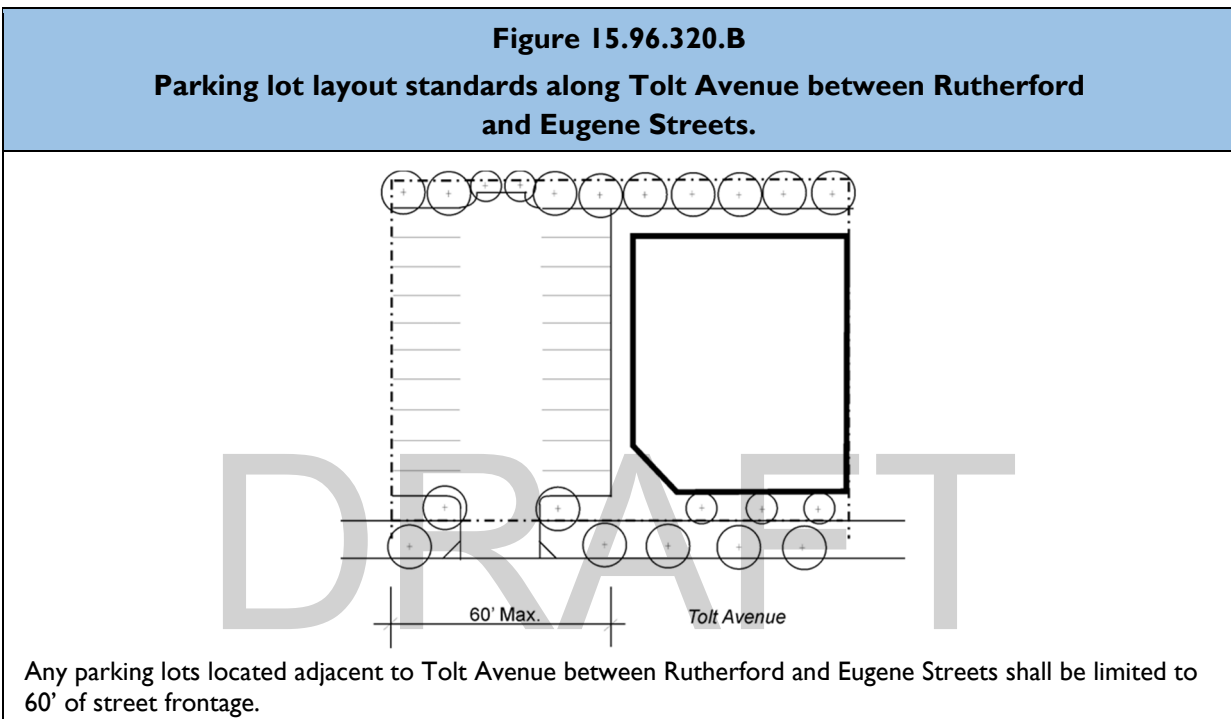 Figure 15.96.320.B
Parking lot layout standards along Tolt Avenue between Rutherford
and Eugene Streets.
DRAFT
60' Max.
Tolt Avenue
Any parking lots located adjacent to Tolt Avenue between Rutherford and Eugene Streets shall be limited to
60’ of street frontage.